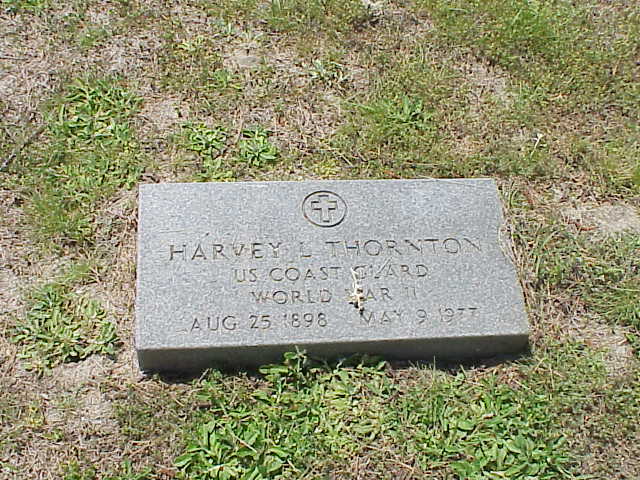 HARVEY L THORNTON
US COAST GUARD
WORLD WAR II
AUG 25 1898 MAY 9 1977